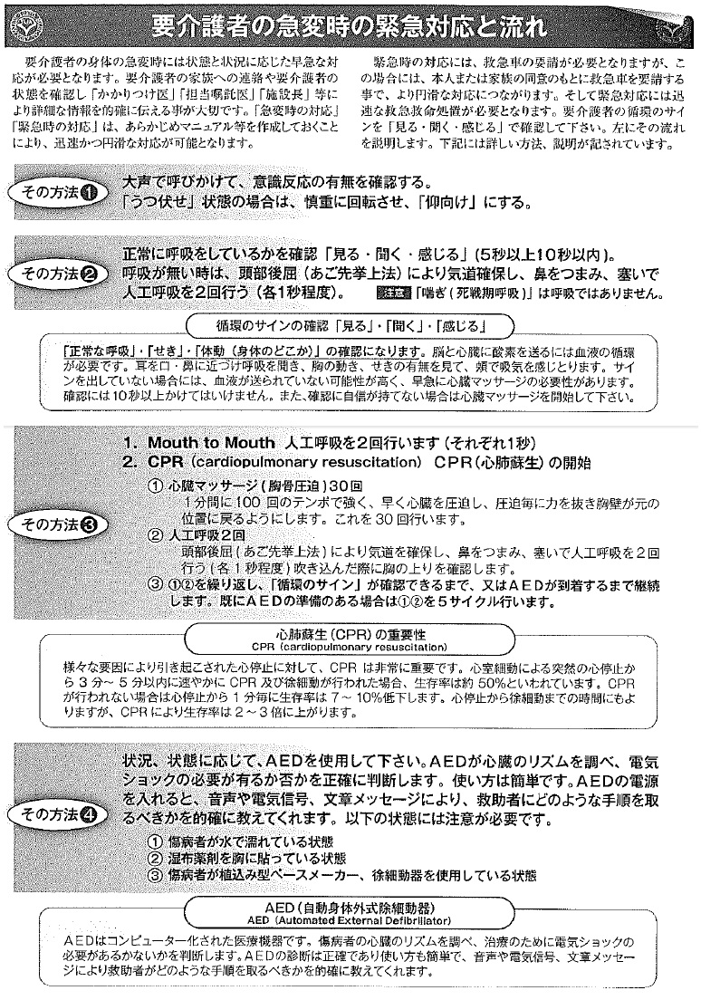 要介護者の急変時の緊急対応と流れ
要介護者の身体の急変時には状態と状況に応じた早急な対
応が必要となります。要介護者の家族への連絡や要介護者の
状態を確認し「かかりつけ医」「担当嘱託医」「施設長」等に
より詳細な情報を的確に伝える事が大切です。「急変時の対応」
「緊急時の対応」は、あらかじめマニュアル等を作成しておくこと
により、迅速かつ円滑な対応が可能となります。
緊急時の対応には、救急車の要請が必要となりますが、こ
の場合には、本人または家族の同意のもとに救急車を要請する
事で、より円滑な対応につながります。そして緊急対応には迅
速な救急救命処置が必要となります。要介護者の循環のサイ
ンを「見る・聞く・感じる」で確認して下さい。左にその流れ
を説明します。下記には詳しい方法、説明が記されています。
その方法❶
大声で呼びかけて、意識反応の有無を確認する。
「うつ伏せ」状態の場合は、慎重に回転させ、「仰向け」にする。
その方法❷
正常に呼吸をしているかを確認「見る・聞く・感じる」(5秒以上10秒以内)。
呼吸が無い時は、頭部後屈(あご先挙上法)により気道確保し、鼻をつまみ、塞いで
人工呼吸を2回行う(各1秒程度)。 注意「喘ぎ(死戦期呼吸)」は呼吸ではありません。
循環のサインの確認「見る」・「聞く」・「感じる」
「正常な呼吸」・「せき」・「体動(身体のどこか)」の確認になります。脳と心臓に酸素を送るには血液の循環
が必要です。耳を口・鼻に近づけ呼吸を聞き、胸の動き、せきの有無を見て、頬で吸気を感じとります。サイ
ンを出していない場合には、血液が送られていない可能性が高く、早急に心臓マッサージの必要性があります。
確認には10秒以上かけてはいけません。また、確認に自信が持てない場合は心臓マッサージを開始して下さい。
その方法❸
1. Mouth to Mouth 人工呼吸を2回行います(それぞれ1秒)
2. CPR (cardiopulmonary resuscitation) CPR(心肺蘇生)の開始
① 心臓マッサージ(胸骨圧迫)30回
1分間に100回のテンポで強く、早く心臓を圧迫し、圧迫毎に力を抜き胸壁が元の
位置に戻るようにします。これを30回行います。
② 人工呼吸2回
頭部後屈(あご先挙上法)により気道を確保し、鼻をつまみ、塞いで人工呼吸を2回
行う(各1秒程度)吹き込んだ際に胸の上りを確認します。
③ ①②を繰り返し、「循環のサイン」が確認できるまで、又はAEDが到着するまで継続
します。既にAEDの準備のある場合は①②を5サイクル行います。
心肺蘇生(CPR)の重要性
CPR (cardiopulmonary resuscitation)
様々な要因により引き起こされた心停止に対して、CPRは非常に重要です。心室細動による突然の心停止か
ら3分〜5分以内に速やかにCPR及び徐細動が行われた場合、生存率は約50%といわれています。CPR
が行われない場合は心停止から1分毎に生存率は7〜10%低下します。心停止から徐細動までの時間にもよ
りますが、CPRにより生存率は2〜3倍に上がります。
その方法❹
状況、状態に応じて、AEDを使用して下さい。AEDが心臓のリズムを調べ、電気
ショックの必要が有るか否かを正確に判断します。使い方は簡単です。AEDの電源
を入れると、音声や電気信号、文章メッセージにより、救助者にどのような手順を取
るべきかを的確に教えてくれます。以下の状態には注意が必要です。
① 傷病者が水で濡れている状態
② 湿布薬剤を胸に貼っている状態
③ 傷病者が植込み型ペースメーカー、徐細動器を使用している状態
AED(自動身体外式除細動器)
AED (Automated External Defibrillator)
AEDはコンピューター化された医療機器です。傷病者の心臓のリズムを調べ、治療のために電気ショックの
必要があるかないかを判断します。AEDの診断は正確であり使い方も簡単で、音声や電気信号、文章メッセー
ジにより救助者がどのような手順を取るべきかを的確に教えてくれます。